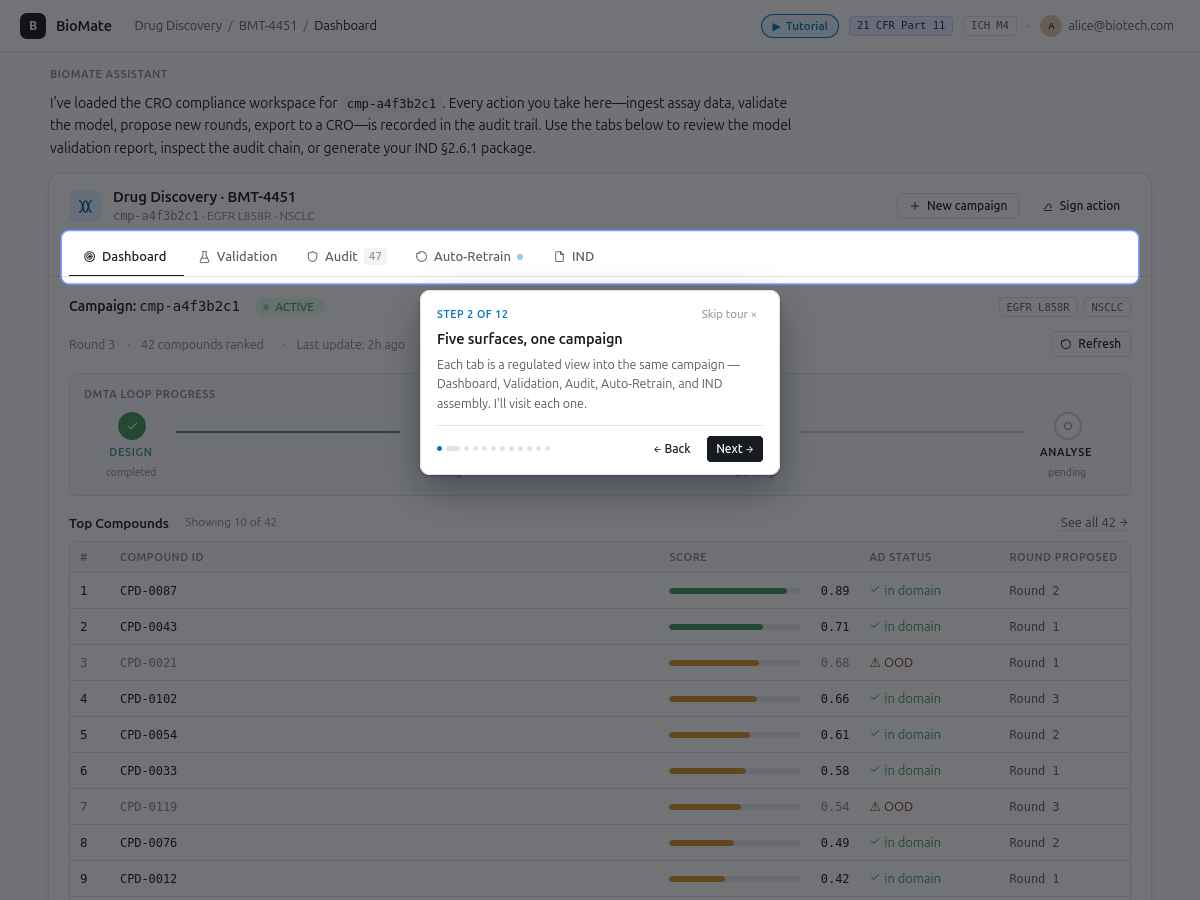 B BioMate Drug Discovery / BMT-4451 / Dashboard ▶ Tutorial 21 CFR Part 11 ICH M4 · A alice@biotech.com
BIOMATE ASSISTANT
I've loaded the CRO compliance workspace for cmp-a4f3b2c1 . Every action you take here—ingest assay data, validate
the model, propose new rounds, export to a CRO—is recorded in the audit trail. Use the tabs below to review the model
validation report, inspect the audit chain, or generate your IND §2.6.1 package.
Drug Discovery · BMT-4451
cmp-a4f3b2c1 · EGFR L858R · NSCLC
+ New campaign
Sign action
Dashboard Validation Audit 47 Auto-Retrain IND
Campaign: cmp-a4f3b2c1 ACTIVE EGFR L858R NSCLC
Round 3 · 42 compounds ranked · Last update: 2h ago Refresh
STEP 2 OF 12 Skip tour ×
Five surfaces, one campaign
Each tab is a regulated view into the same campaign —
Dashboard, Validation, Audit, Auto-Retrain, and IND
assembly. I'll visit each one.
← Back Next →
DMTA LOOP PROGRESS
DESIGN
completed
ANALYSE
pending
Top Compounds Showing 10 of 42 See all 42 →
# COMPOUND ID SCORE AD STATUS ROUND PROPOSED
1 CPD-0087 0.89 ✓ in domain Round 2
2 CPD-0043 0.71 ✓ in domain Round 1
3 CPD-0021 0.68 ⚠ OOD Round 1
4 CPD-0102 0.66 ✓ in domain Round 3
5 CPD-0054 0.61 ✓ in domain Round 2
6 CPD-0033 0.58 ✓ in domain Round 1
7 CPD-0119 0.54 ⚠ OOD Round 3
8 CPD-0076 0.49 ✓ in domain Round 2
9 CPD-0012 0.42 ✓ in domain Round 1